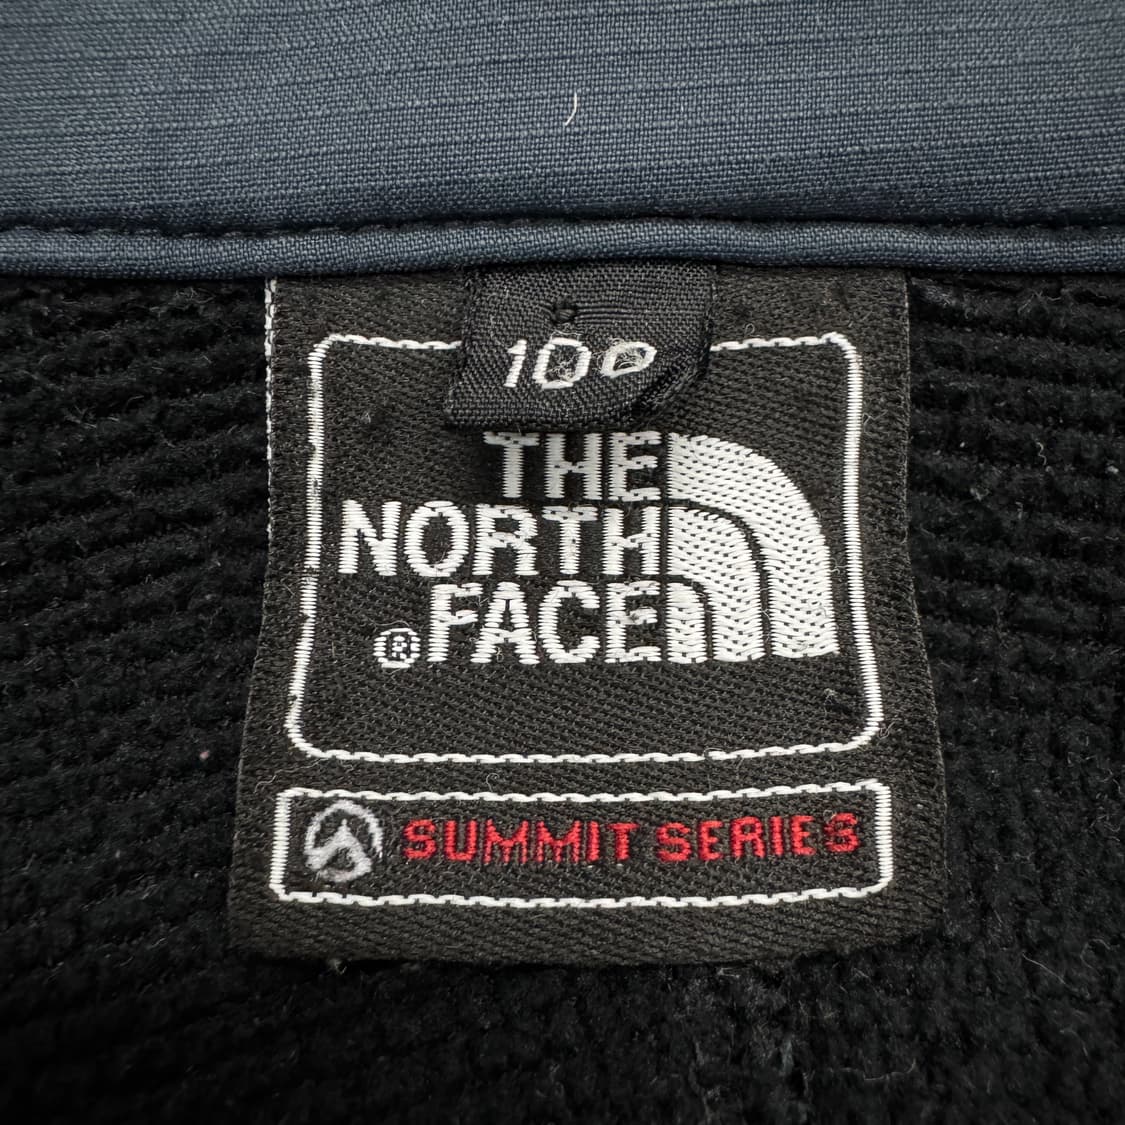 100
THE
NORTH
FACE
®
SUMMIT SERIES